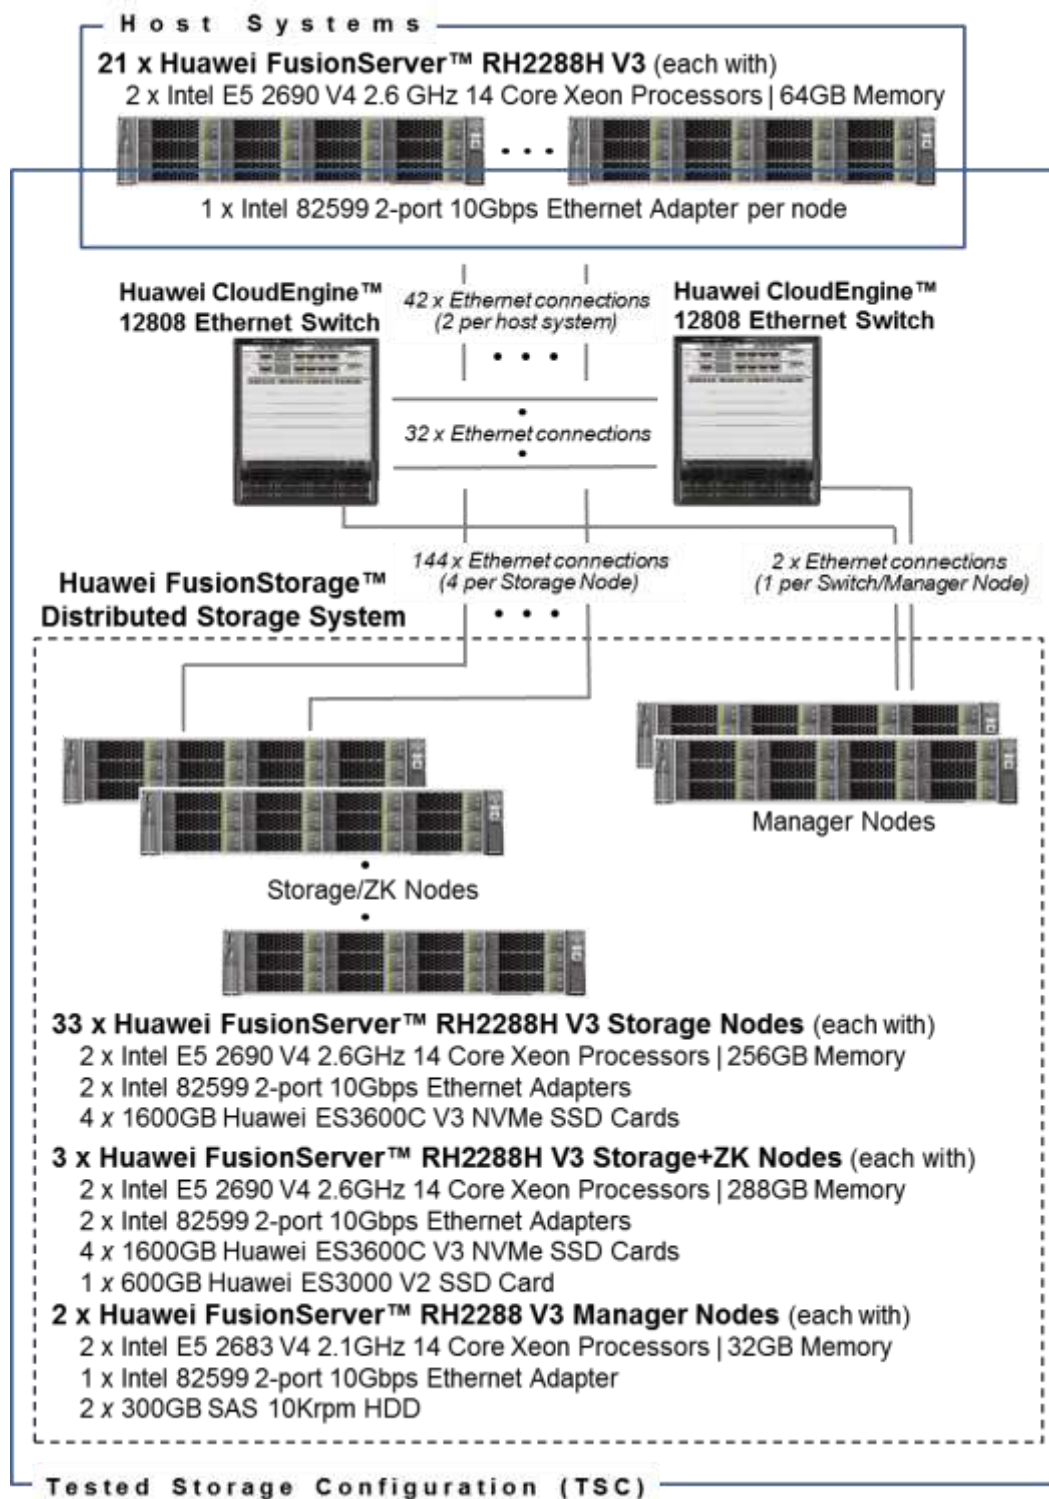 Host Systems
21 x Huawei FusionServer™ RH2288H V3 (each with)
2 x Intel E5 2690 V4 2.6 GHz 14 Core Xeon Processors | 64GB Memory
1 x Intel 82599 2-port 10Gbps Ethernet Adapter per node
Huawei CloudEngine™
12808 Ethernet Switch
42 x Ethernet connections
(2 per host system)
Huawei CloudEngine™
12808 Ethernet Switch
32 x Ethernet connections
144 x Ethernet connections
(4 per Storage Node)
2 x Ethernet connections
(1 per Switch/Manager Node)
Huawei FusionStorage™
Distributed Storage System
Manager Nodes
Storage/ZK Nodes
33 x Huawei FusionServer™ RH2288H V3 Storage Nodes (each with)
2 x Intel E5 2690 V4 2.6GHz 14 Core Xeon Processors | 256GB Memory
2 x Intel 82599 2-port 10Gbps Ethernet Adapters
4 x 1600GB Huawei ES3600C V3 NVMe SSD Cards
3 x Huawei FusionServer™ RH2288H V3 Storage+ZK Nodes (each with)
2 x Intel E5 2690 V4 2.6GHz 14 Core Xeon Processors | 288GB Memory
2 x Intel 82599 2-port 10Gbps Ethernet Adapters
4 x 1600GB Huawei ES3600C V3 NVMe SSD Cards
1 x 600GB Huawei ES3000 V2 SSD Card
2 x Huawei FusionServer™ RH2288 V3 Manager Nodes (each with)
2 x Intel E5 2683 V4 2.1GHz 14 Core Xeon Processors | 32GB Memory
1 x Intel 82599 2-port 10Gbps Ethernet Adapter
2 x 300GB SAS 10Krpm HDD
Tested Storage Configuration (TSC)